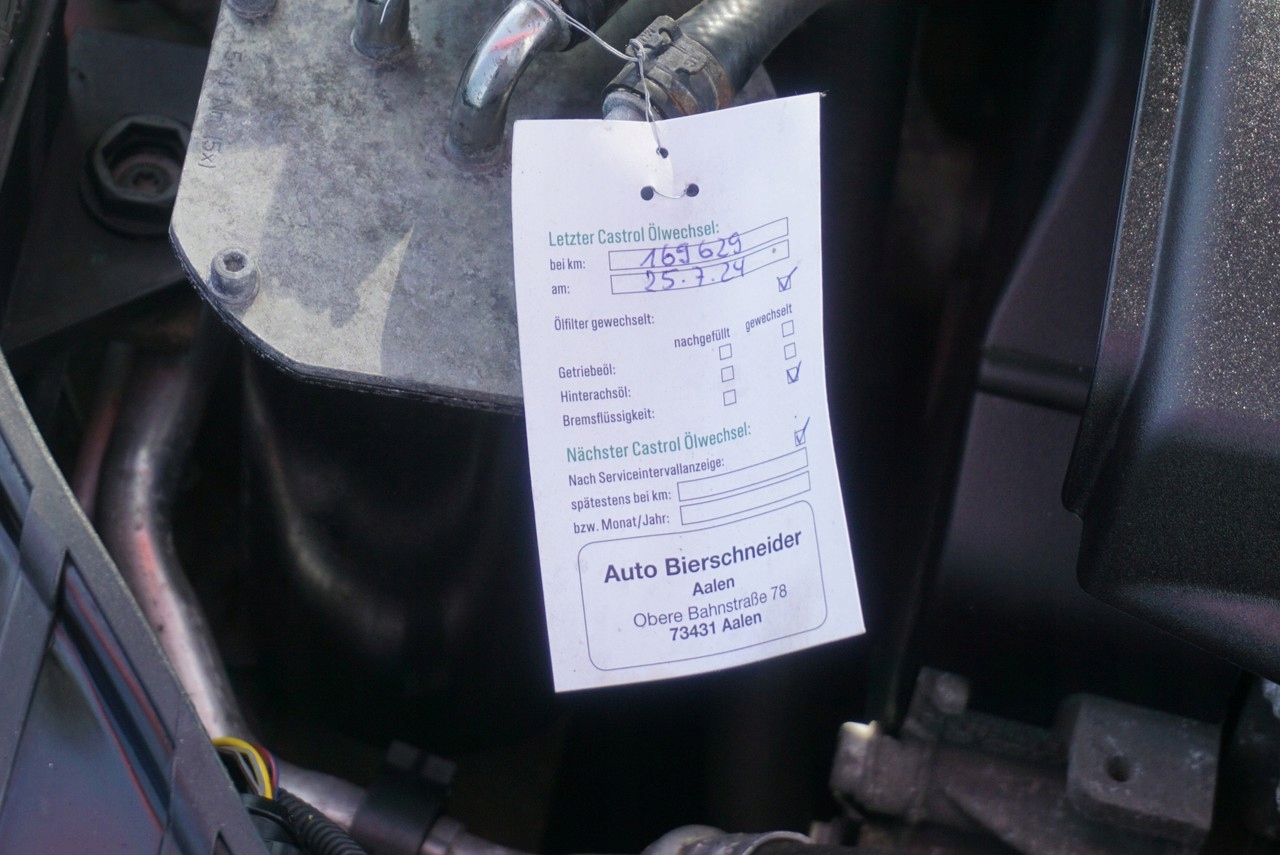 Letzter Castrol Ölwechsel:
bei km: 169629
am: 25.7.24
Ölfilter gewechselt:
nachgefüllt gewechselt
Getriebeöl:
Hinterachsöl:
Bremsflüssigkeit:
Nächster Castrol Ölwechsel:
Nach Serviceintervallanzeige:
spätestens bei km:
bzw. Monat/Jahr:
Auto Bierschneider
Aalen
Obere Bahnstraße 78
73431 Aalen